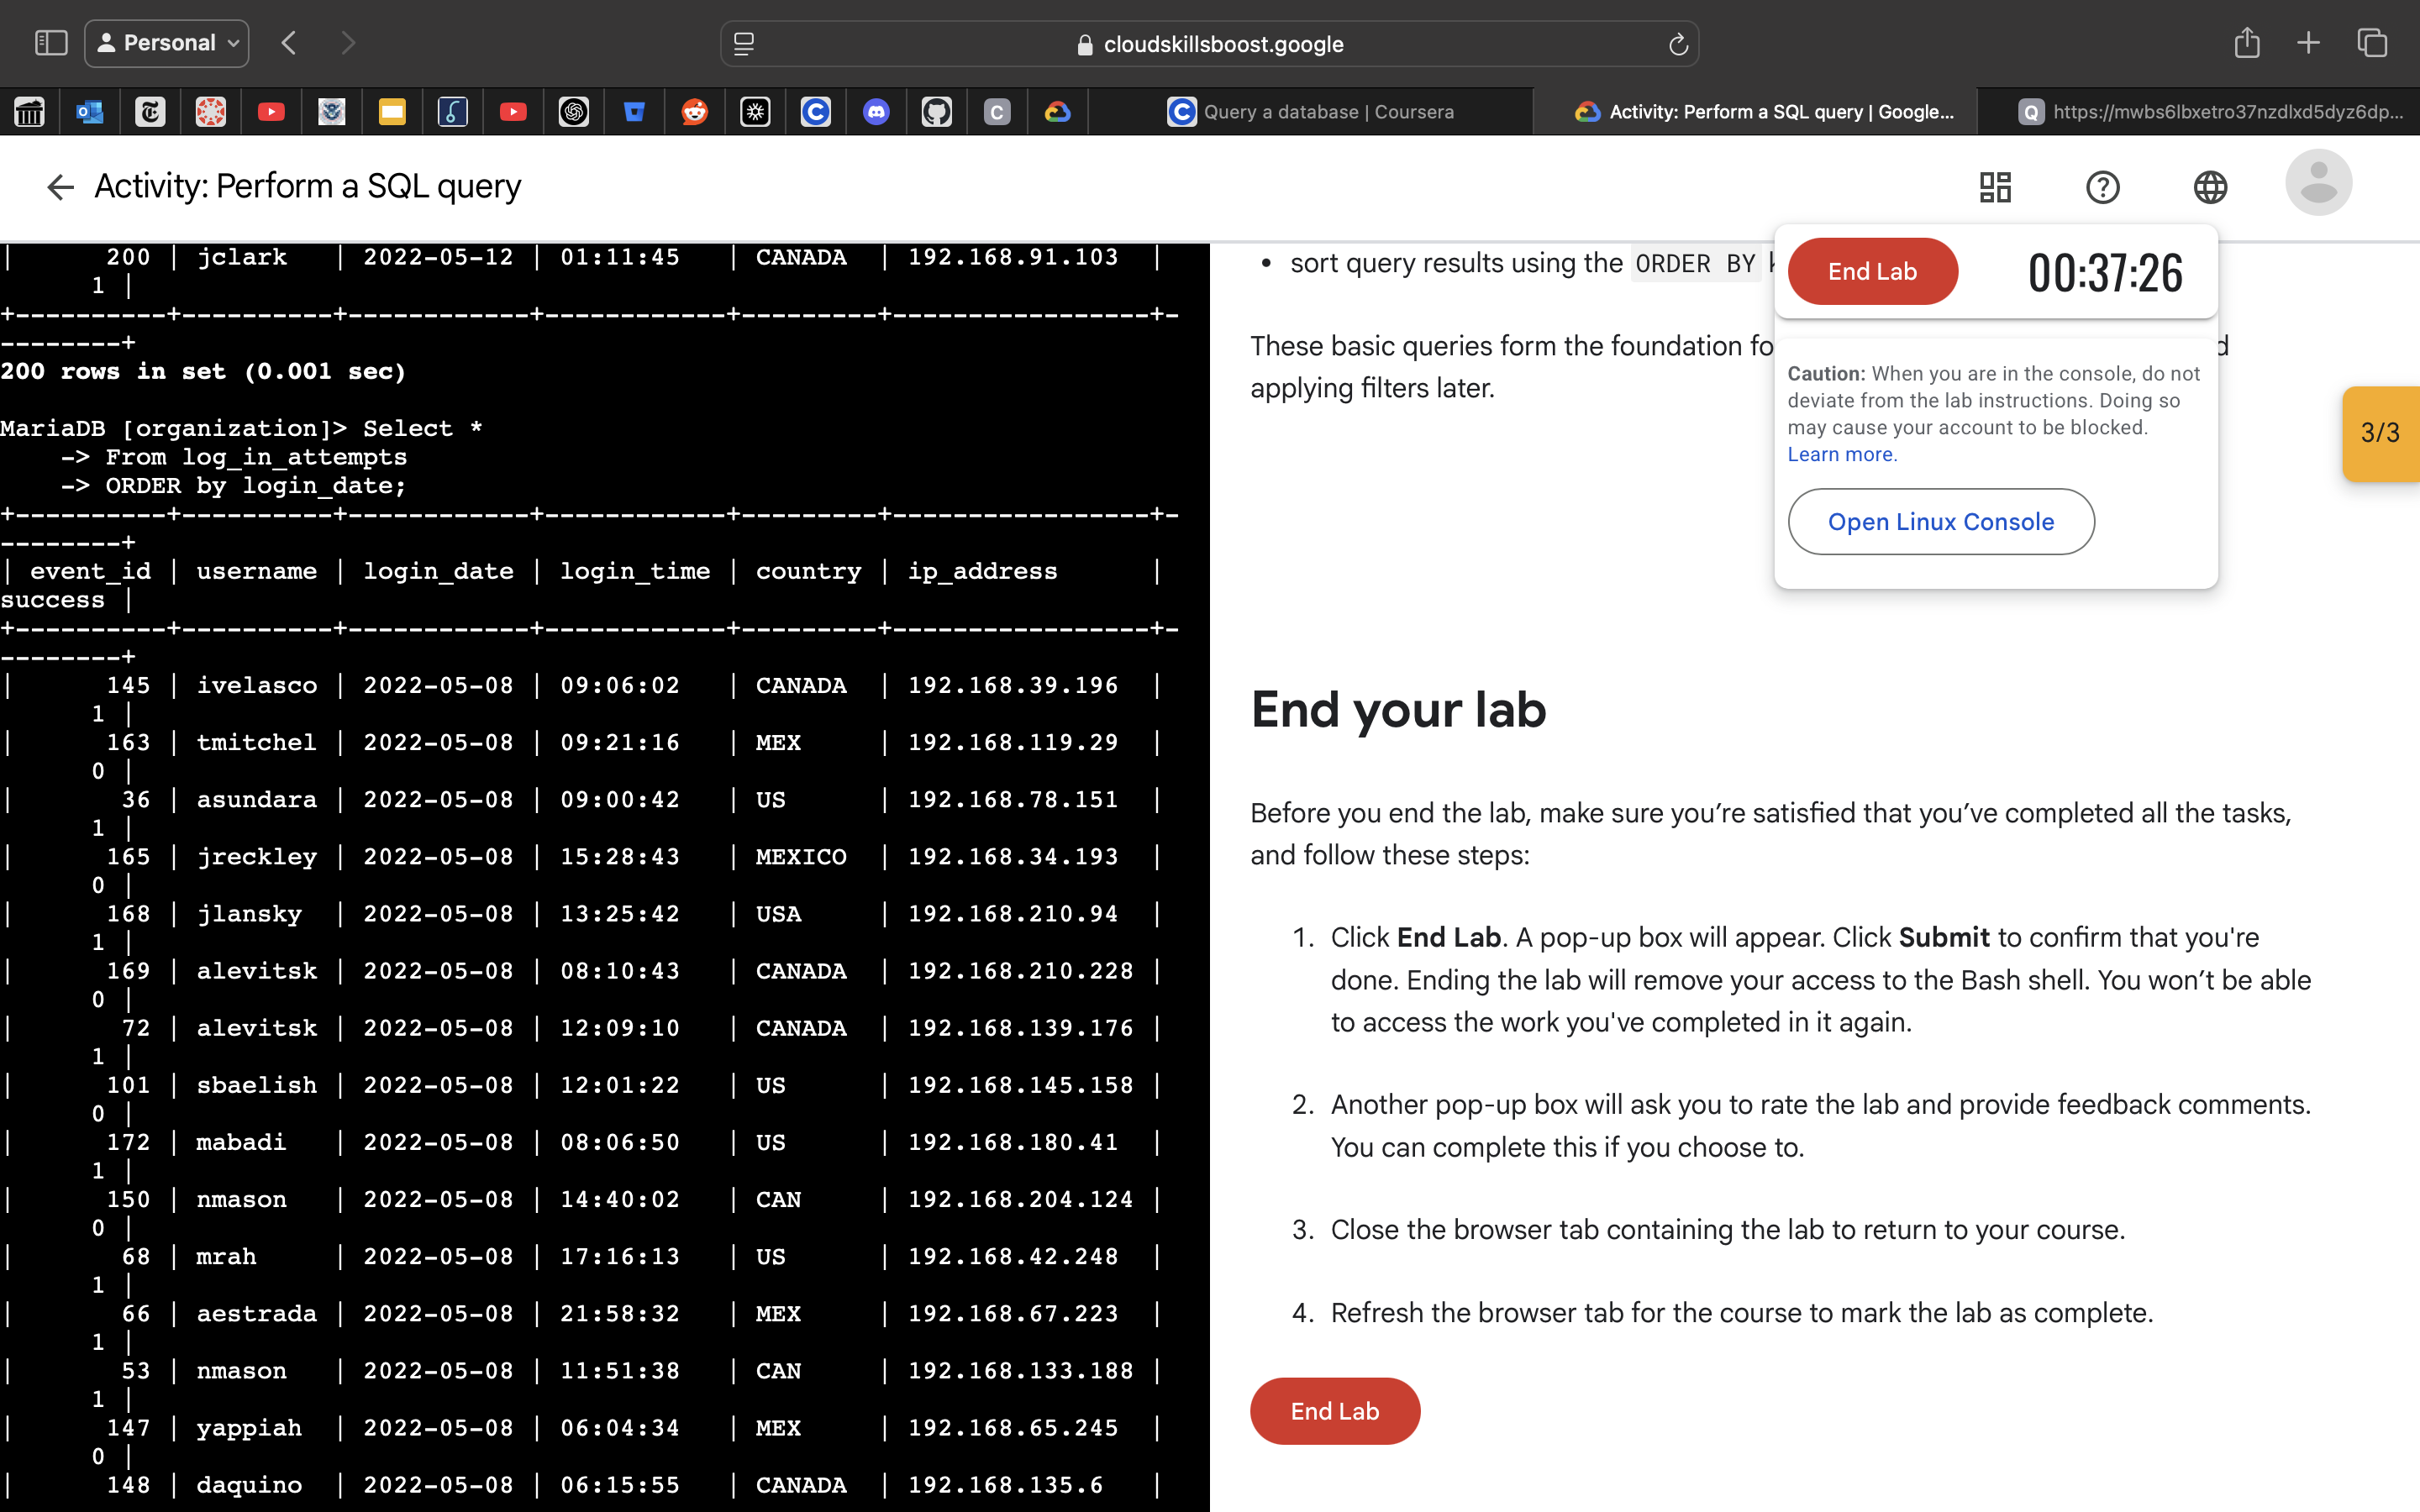 Personal
cloudskillsboost.google
Query a database | Coursera
Activity: Perform a SQL query | Google...
https://mwbs6lbxetro37nzdlxd5dyz6dp...
Activity: Perform a SQL query
|      200 | jclark   | 2022-05-12 | 01:11:45   | CANADA  | 192.168.91.103  |
      1 |
+----------+----------+------------+------------+---------+-----------------+-
--------+
200 rows in set (0.001 sec)
MariaDB [organization]> Select *
    -> From log_in_attempts
    -> ORDER by login_date;
+----------+----------+------------+------------+---------+-----------------+-
--------+
| event_id | username | login_date | login_time | country | ip_address      |
success |
+----------+----------+------------+------------+---------+-----------------+-
--------+
|      145 | ivelasco | 2022-05-08 | 09:06:02   | CANADA  | 192.168.39.196  |
      1 |
|      163 | tmitchel | 2022-05-08 | 09:21:16   | MEX     | 192.168.119.29  |
      0 |
|       36 | asundara | 2022-05-08 | 09:00:42   | US      | 192.168.78.151  |
      1 |
|      165 | jreckley | 2022-05-08 | 15:28:43   | MEXICO  | 192.168.34.193  |
      0 |
|      168 | jlansky  | 2022-05-08 | 13:25:42   | USA     | 192.168.210.94  |
      1 |
|      169 | alevitsk | 2022-05-08 | 08:10:43   | CANADA  | 192.168.210.228 |
      0 |
|       72 | alevitsk | 2022-05-08 | 12:09:10   | CANADA  | 192.168.139.176 |
      1 |
|      101 | sbaelish | 2022-05-08 | 12:01:22   | US      | 192.168.145.158 |
      0 |
|      172 | mabadi   | 2022-05-08 | 08:06:50   | US      | 192.168.180.41  |
      1 |
|      150 | nmason   | 2022-05-08 | 14:40:02   | CAN     | 192.168.204.124 |
      0 |
|       68 | mrah     | 2022-05-08 | 17:16:13   | US      | 192.168.42.248  |
      1 |
|       66 | aestrada | 2022-05-08 | 21:58:32   | MEX     | 192.168.67.223  |
      1 |
|       53 | nmason   | 2022-05-08 | 11:51:38   | CAN     | 192.168.133.188 |
      1 |
|      147 | yappiah  | 2022-05-08 | 06:04:34   | MEX     | 192.168.65.245  |
      0 |
|      148 | daquino  | 2022-05-08 | 06:15:55   | CANADA  | 192.168.135.6   |
• sort query results using the ORDER BY
These basic queries form the foundation
applying filters later.
End Lab
00:37:26
Caution: When you are in the console, do not
deviate from the lab instructions. Doing so
may cause your account to be blocked.
Learn more.
Open Linux Console
3/3
End your lab
Before you end the lab, make sure you’re satisfied that you’ve completed all the tasks,
and follow these steps:
1. Click End Lab. A pop-up box will appear. Click Submit to confirm that you're
done. Ending the lab will remove your access to the Bash shell. You won’t be able
to access the work you've completed in it again.
2. Another pop-up box will ask you to rate the lab and provide feedback comments.
You can complete this if you choose to.
3. Close the browser tab containing the lab to return to your course.
4. Refresh the browser tab for the course to mark the lab as complete.
End Lab